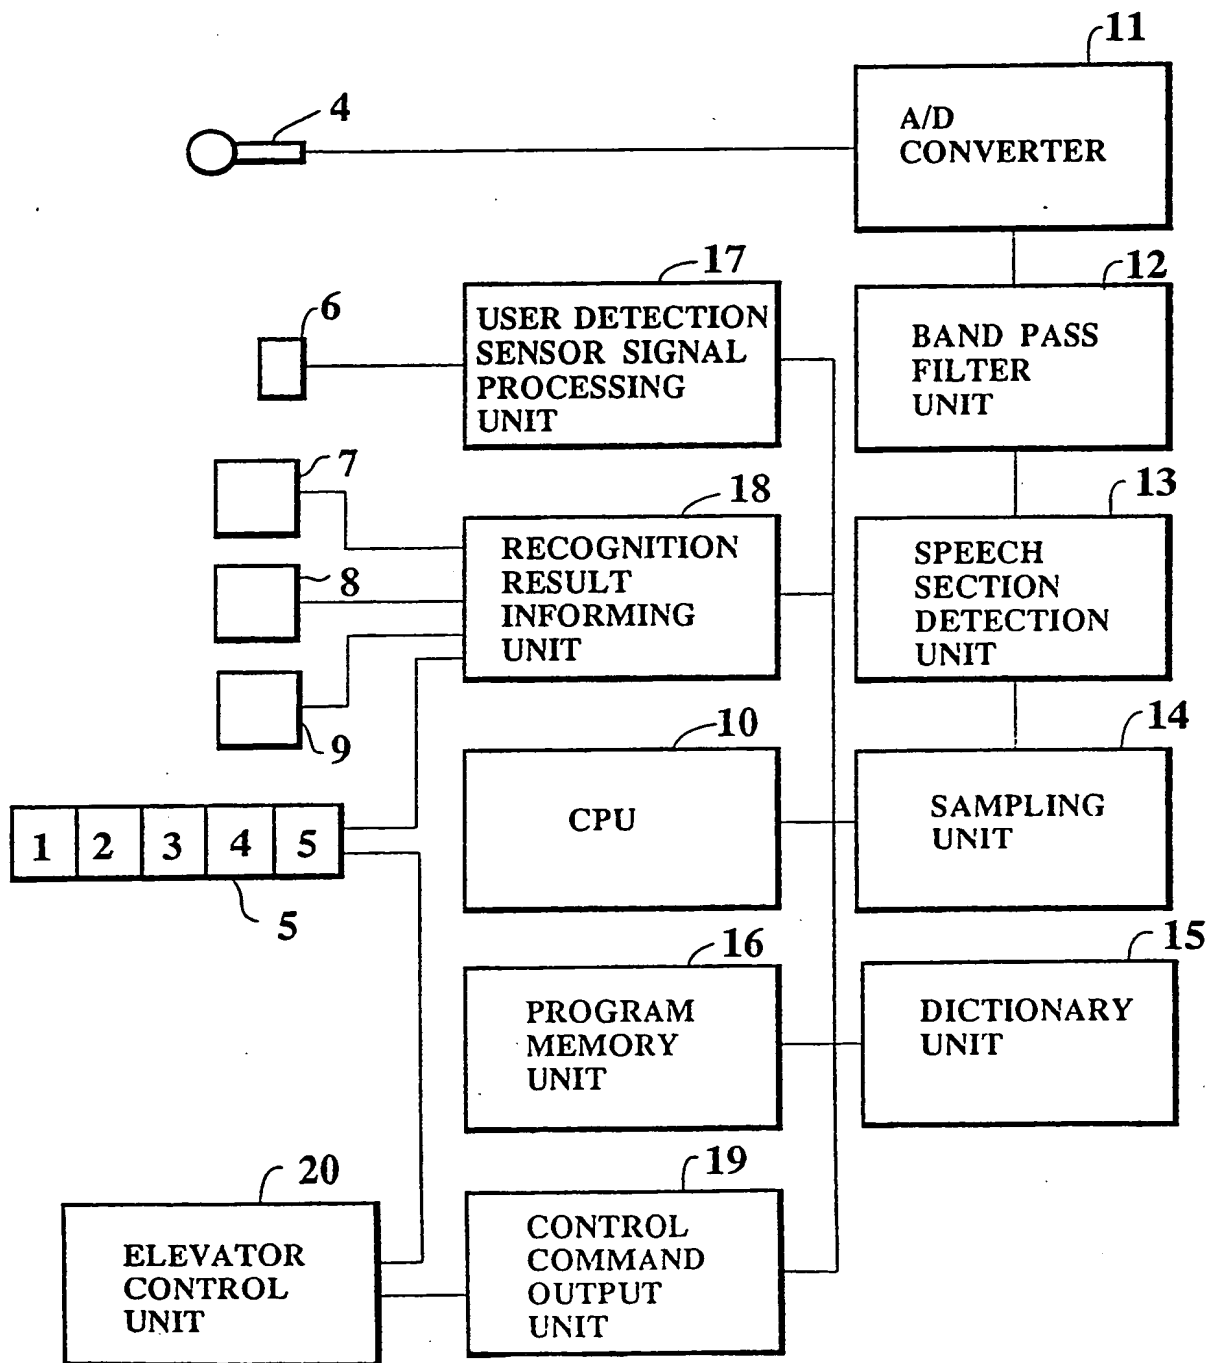 11
A/D
CONVERTER
4
12
BAND PASS
FILTER
UNIT
17
USER DETECTION
SENSOR SIGNAL
PROCESSING
UNIT
6
7
18
RECOGNITION
RESULT
INFORMING
UNIT
13
SPEECH
SECTION
DETECTION
UNIT
8
9
10
CPU
14
SAMPLING
UNIT
1 2 3 4 5
5
16
PROGRAM
MEMORY
UNIT
15
DICTIONARY
UNIT
20
ELEVATOR
CONTROL
UNIT
19
CONTROL
COMMAND
OUTPUT
UNIT